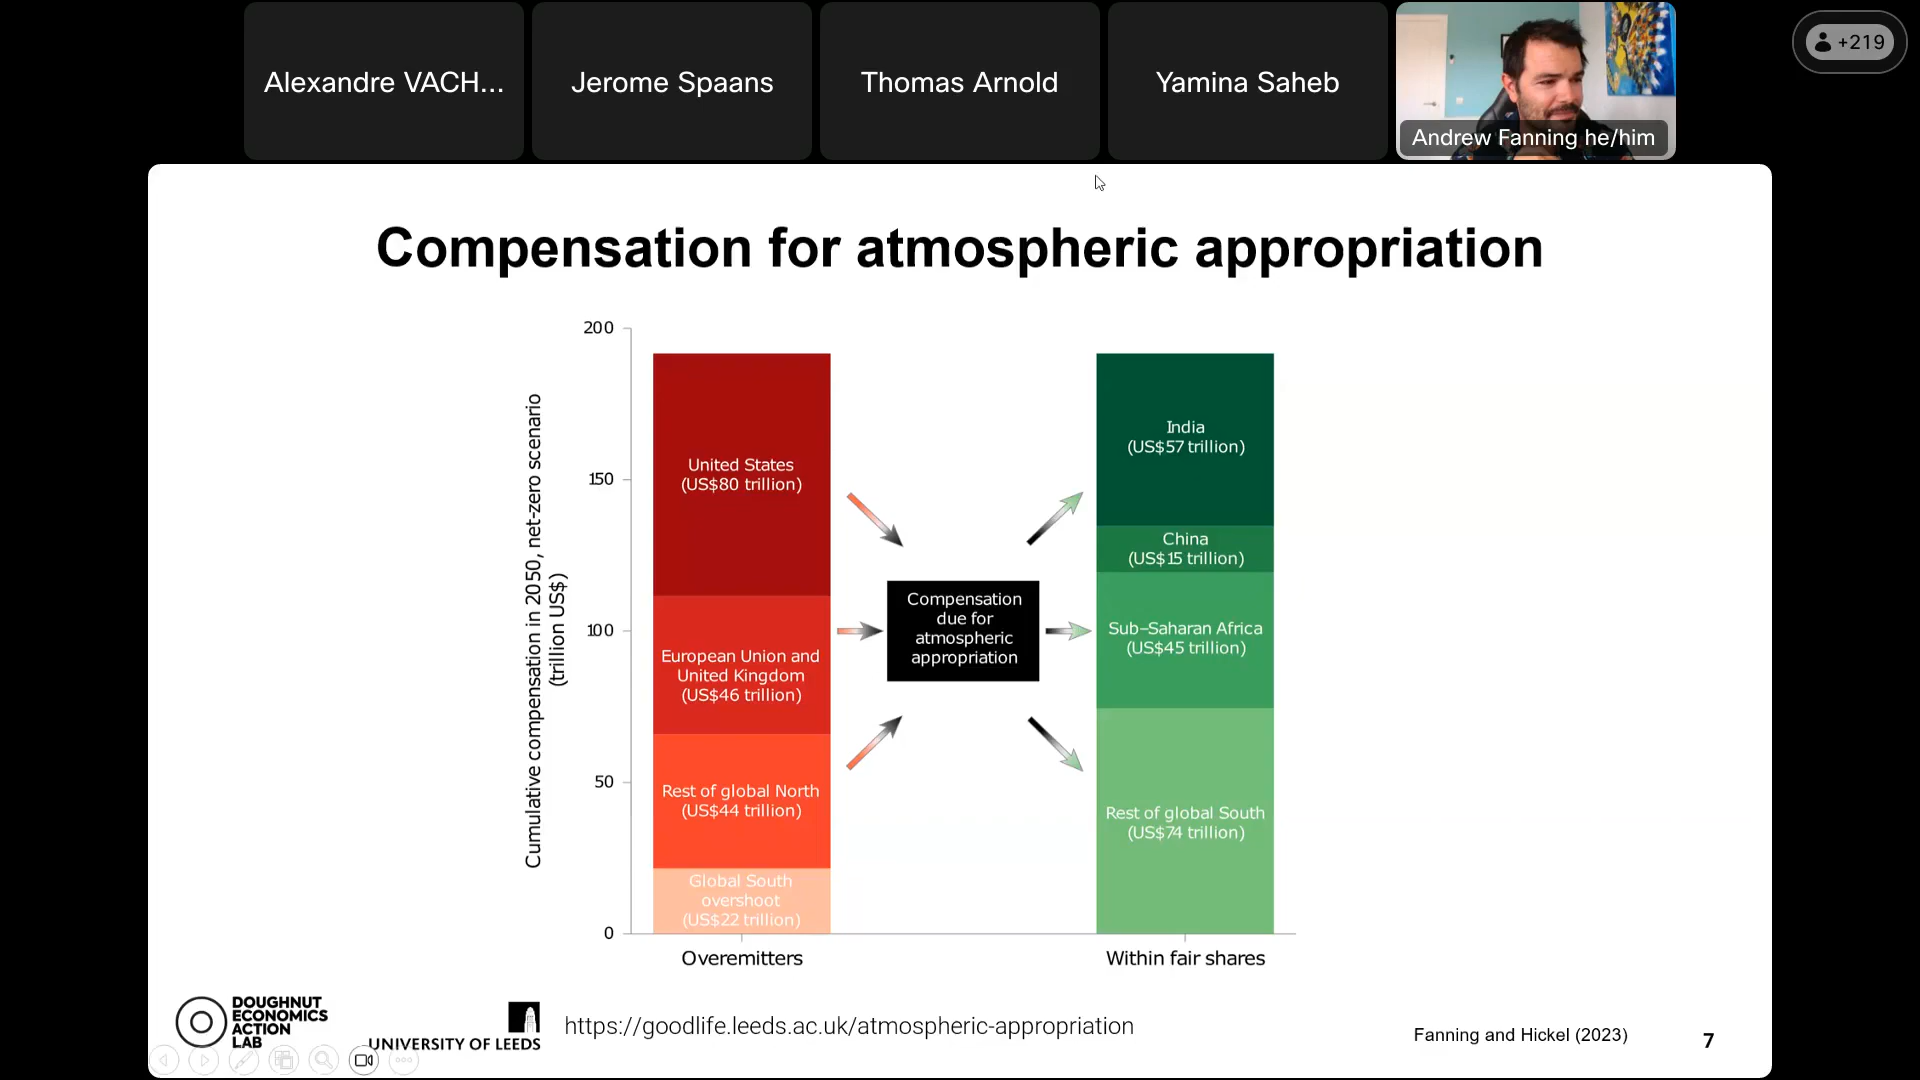 Alexandre VACH...
Jerome Spaans
Thomas Arnold
Yamina Saheb
Andrew Fanning he/him
+219
Compensation for atmospheric appropriation
Cumulative compensation in 2050, net-zero scenario
(trillion US$)
200
150
100
50
0
United States
(US$80 trillion)
European Union and
United Kingdom
(US$46 trillion)
Rest of global North
(US$44 trillion)
Global South
overshoot
(US$22 trillion)
Compensation
due for
atmospheric
appropriation
India
(US$57 trillion)
China
(US$15 trillion)
Sub-Saharan Africa
(US$45 trillion)
Rest of global South
(US$74 trillion)
Overemitters
Within fair shares
DOUGHNUT
ECONOMICS
ACTION
LAB
UNIVERSITY OF LEEDS
https://goodlife.leeds.ac.uk/atmospheric-appropriation
Fanning and Hickel (2023)
7